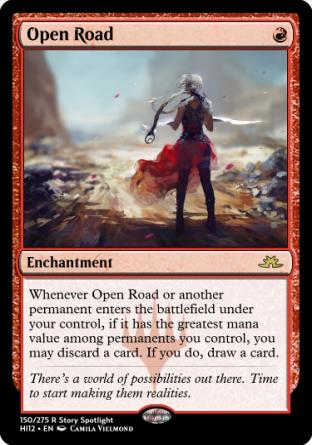 Open Road
Enchantment
Whenever Open Road or another
permanent enters the battlefield under
your control, if it has the greatest mana
value among permanents you control, you
may discard a card. If you do, draw a card.
There's a world of possibilities out there. Time
to start making them realities.
150/275 R Story Spotlight
HI12 • EN Camila Vielmond